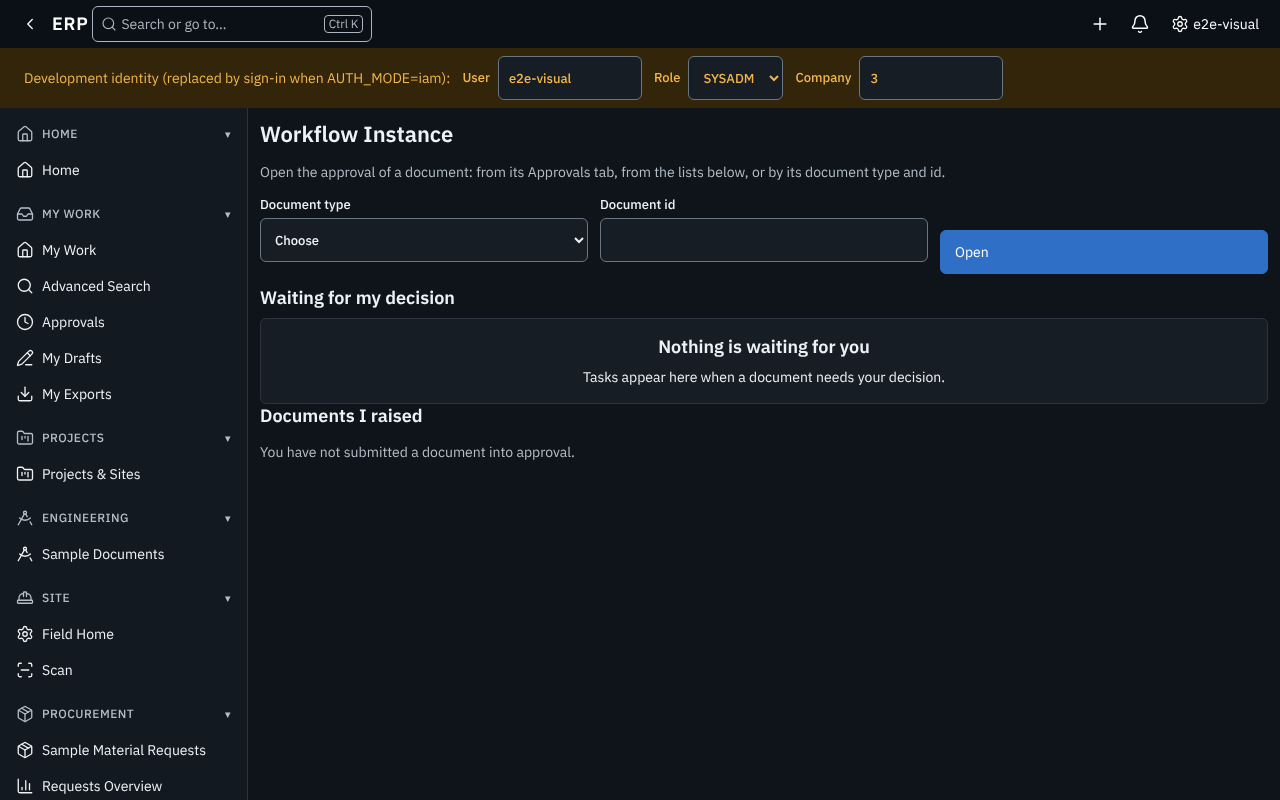 ERP Search or go to... Ctrl K e2e-visual
Development identity (replaced by sign-in when AUTH_MODE=iam): User e2e-visual Role SYSADM Company 3
HOME
Home
MY WORK
My Work
Advanced Search
Approvals
My Drafts
My Exports
PROJECTS
Projects & Sites
ENGINEERING
Sample Documents
SITE
Field Home
Scan
PROCUREMENT
Sample Material Requests
Requests Overview
Workflow Instance
Open the approval of a document: from its Approvals tab, from the lists below, or by its document type and id.
Document type Document id
Choose Open
Waiting for my decision
Nothing is waiting for you
Tasks appear here when a document needs your decision.
Documents I raised
You have not submitted a document into approval.